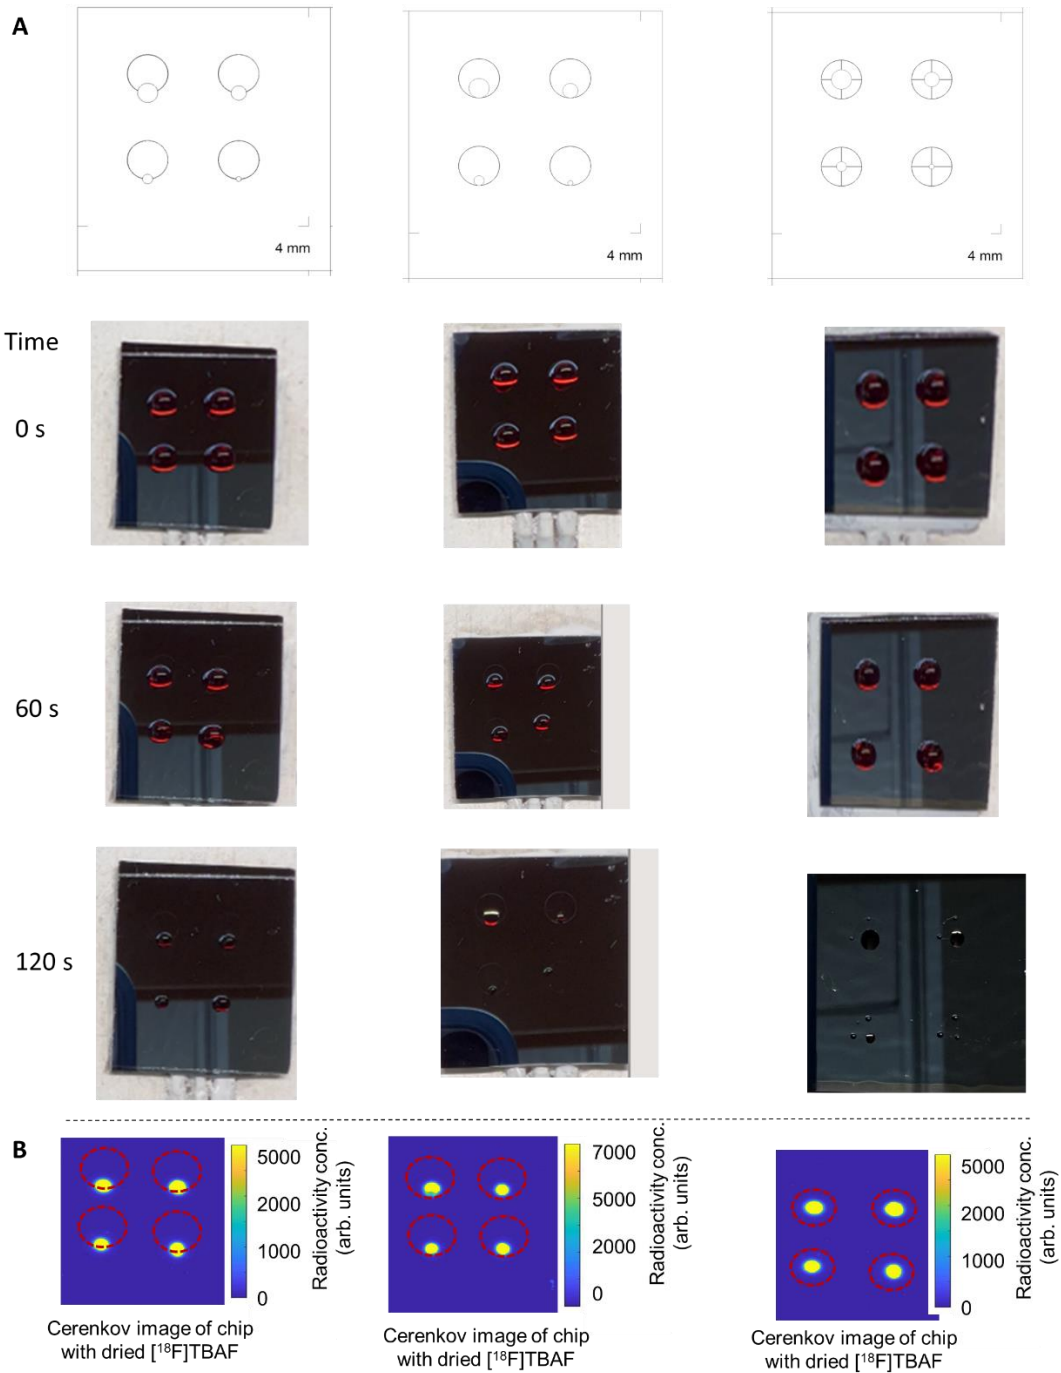 A
4 mm
4 mm
4 mm
Time
0 s
60 s
120 s
B
5000
2000
1000
0
Radioactivity conc.
(arb. units)
7000
5000
2000
0
Radioactivity conc.
(arb. units)
5000
2000
1000
0
Radioactivity conc.
(arb. units)
Cerenkov image of chip
with dried [¹⁸F]TBAF
Cerenkov image of chip
with dried [¹⁸F]TBAF
Cerenkov image of chip
with dried [¹⁸F]TBAF